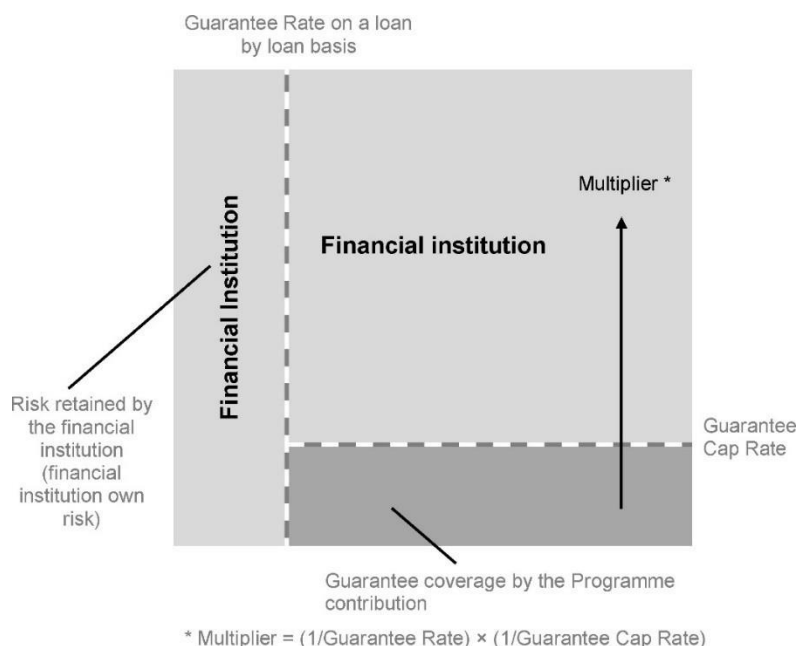 Guarantee Rate on a loan
by loan basis
Multiplier *
Financial Institution
Financial institution
Risk retained by
the financial
institution
(financial
institution own
risk)
Guarantee
Cap Rate
Guarantee coverage by the Programme
contribution
* Multiplier = (1/Guarantee Rate) × (1/Guarantee Cap Rate)